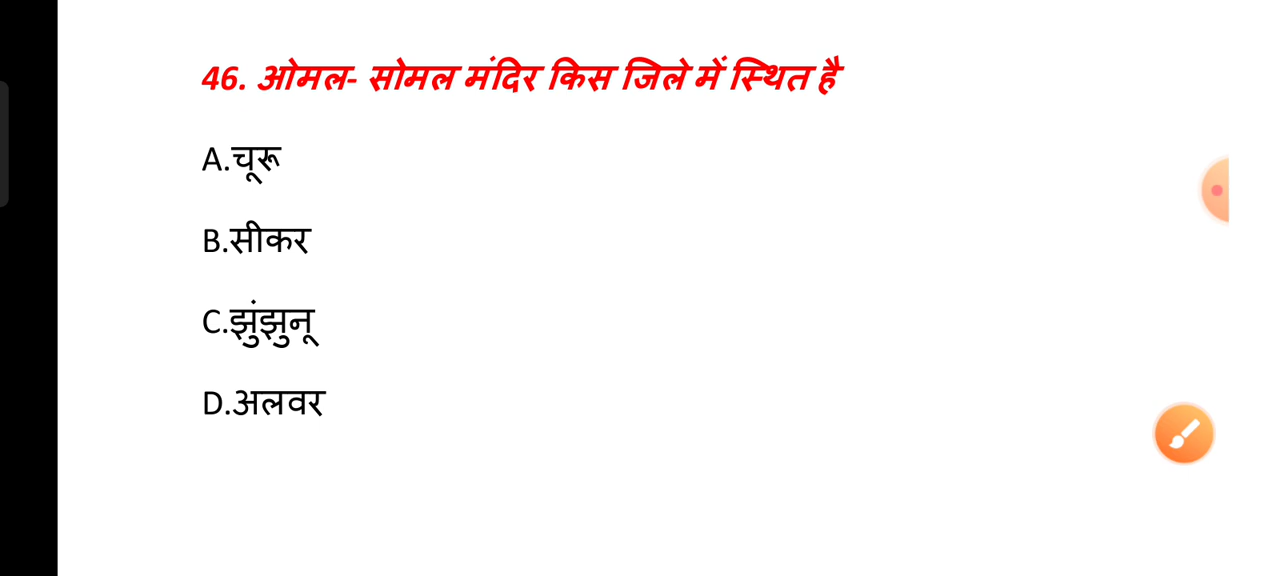 46. ओमल- सोमल मंदिर किस जिले में स्थित है
A.चूरू
B.सीकर
C.झुंझुनू
D.अलवर